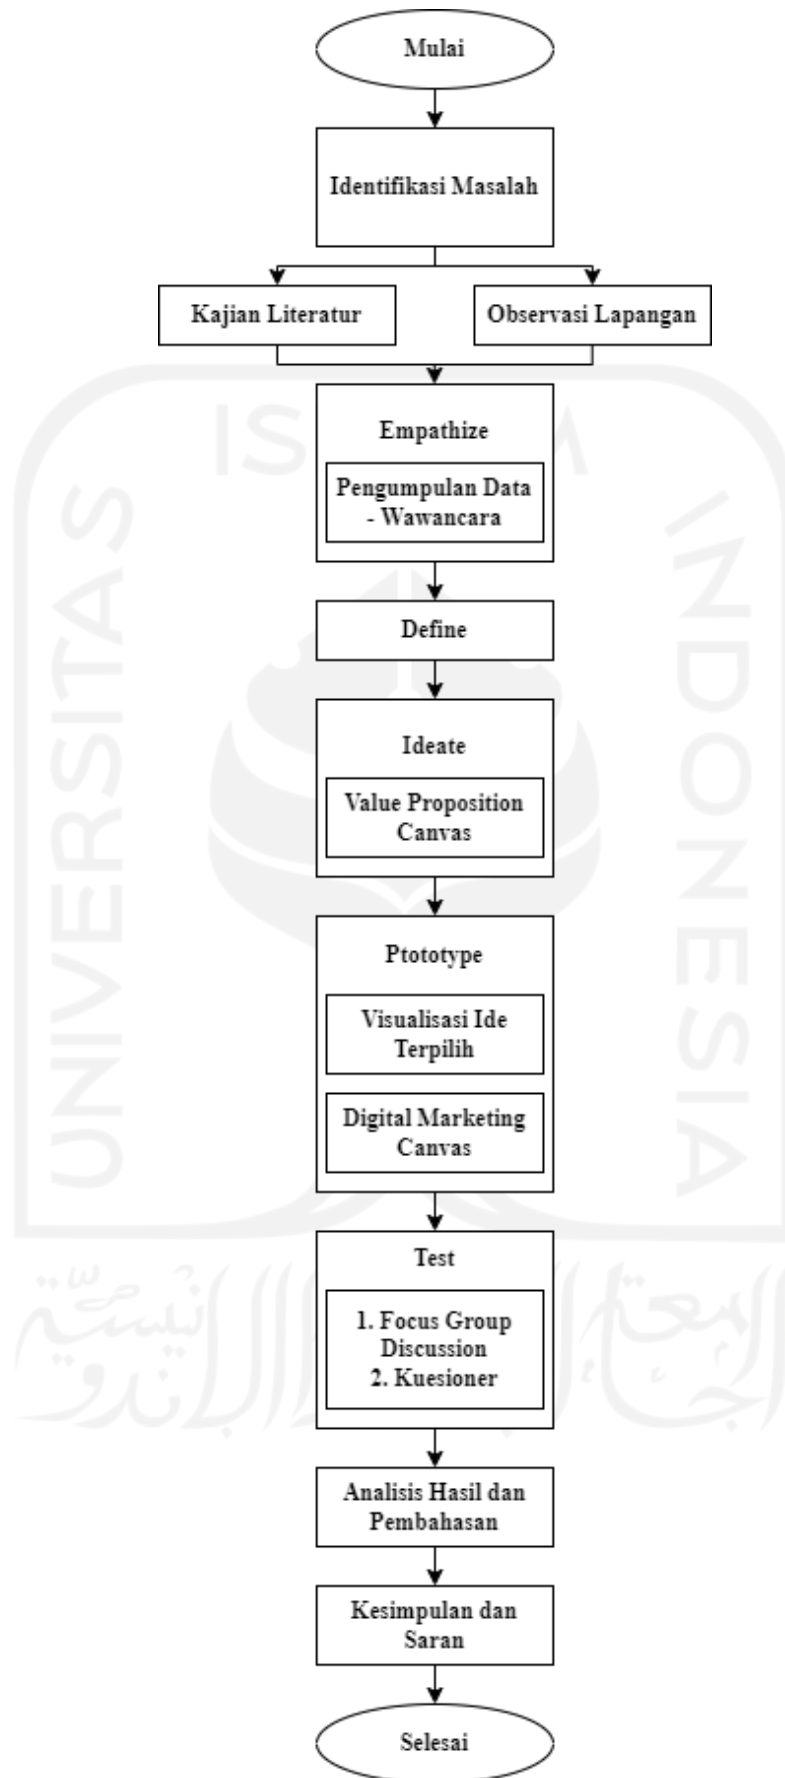 Mulai
Identifikasi Masalah
Kajian Literatur
Observasi Lapangan
Empathize
Pengumpulan Data
- Wawancara
Define
Ideate
Value Proposition
Canvas
Ptototype
Visualisasi Ide
Terpilih
Digital Marketing
Canvas
Test
1. Focus Group
Discussion
2. Kuesioner
Analisis Hasil dan
Pembahasan
Kesimpulan dan
Saran
Selesai
UNIVERSITAS
INDONESIA